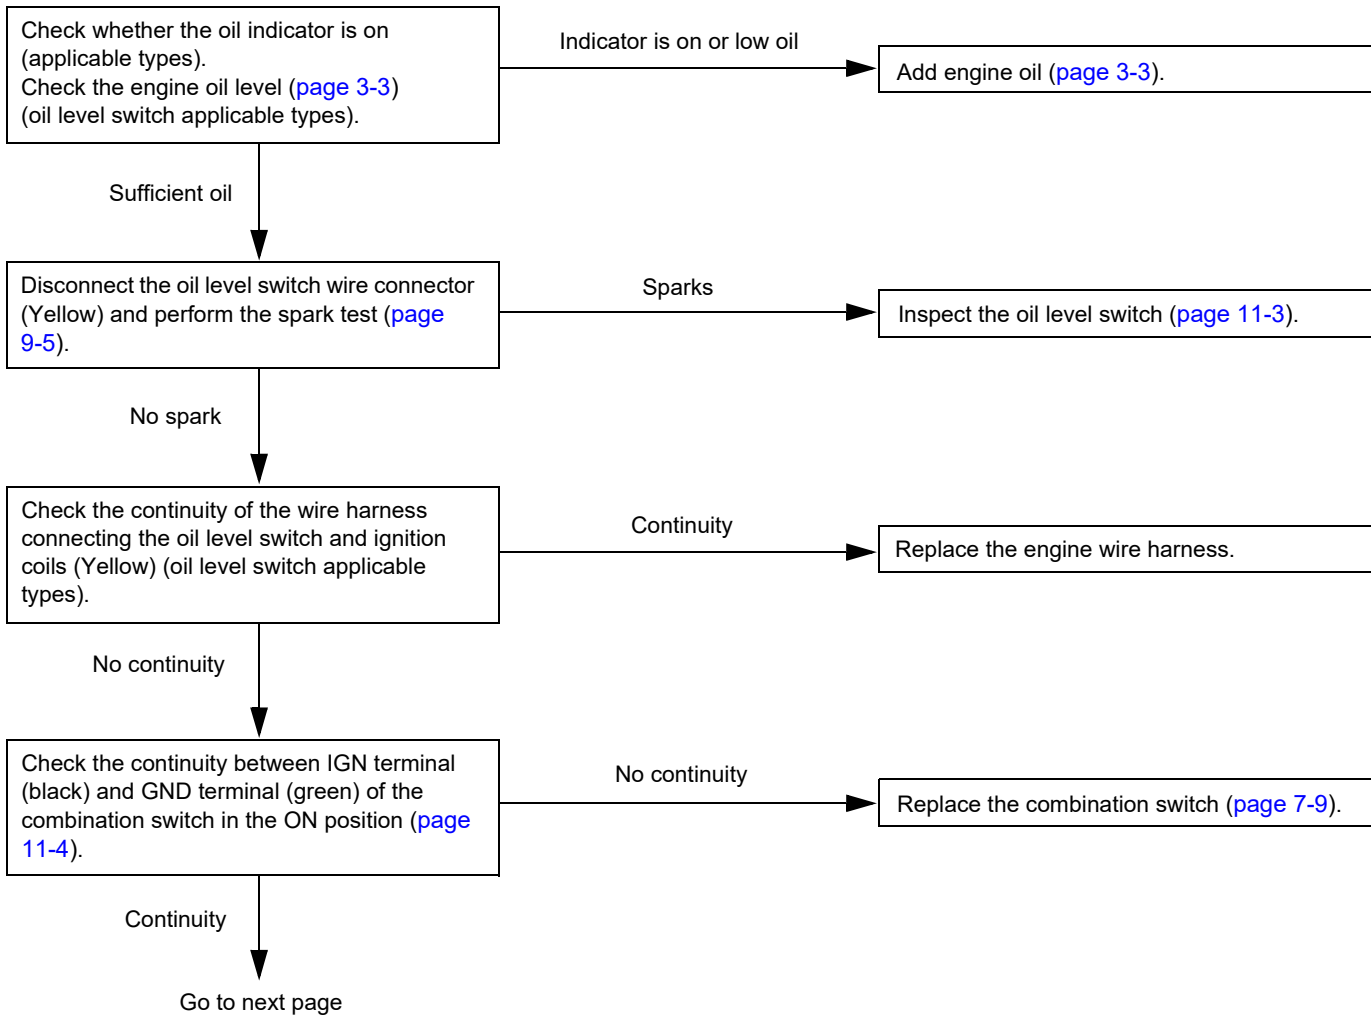 Check whether the oil indicator is on
(applicable types).
Check the engine oil level (page 3-3)
(oil level switch applicable types).
Indicator is on or low oil
Add engine oil (page 3-3).
Sufficient oil
Disconnect the oil level switch wire connector
(Yellow) and perform the spark test (page
9-5).
Sparks
Inspect the oil level switch (page 11-3).
No spark
Check the continuity of the wire harness
connecting the oil level switch and ignition
coils (Yellow) (oil level switch applicable
types).
Continuity
Replace the engine wire harness.
No continuity
Check the continuity between IGN terminal
(black) and GND terminal (green) of the
combination switch in the ON position (page
11-4).
No continuity
Replace the combination switch (page 7-9).
Continuity
Go to next page